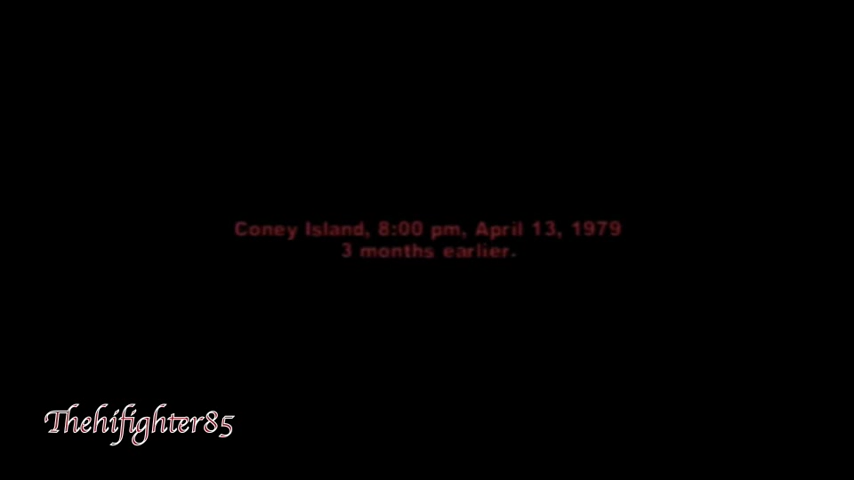 Coney Island, 8:00 pm, April 13, 1979
3 months earlier.
Thehifighter85